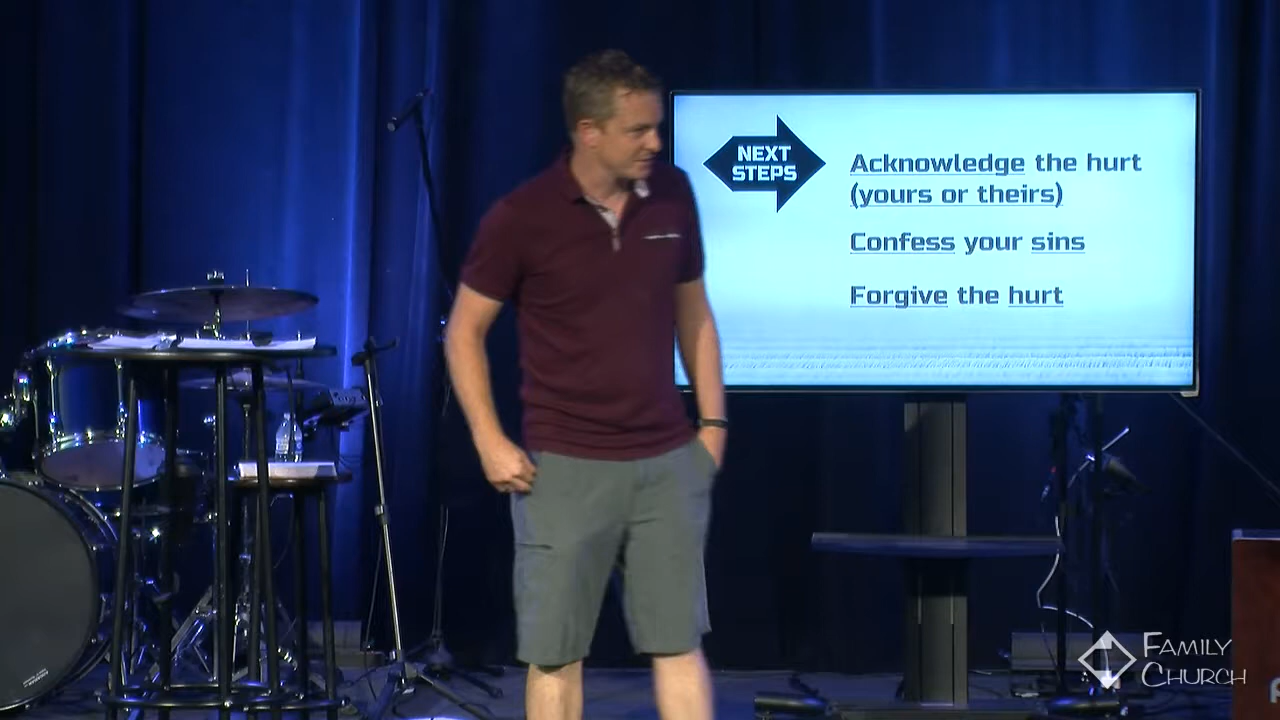 NEXT
STEPS
Acknowledge the hurt
(yours or theirs)
Confess your sins
Forgive the hurt
FAMILY
CHURCH